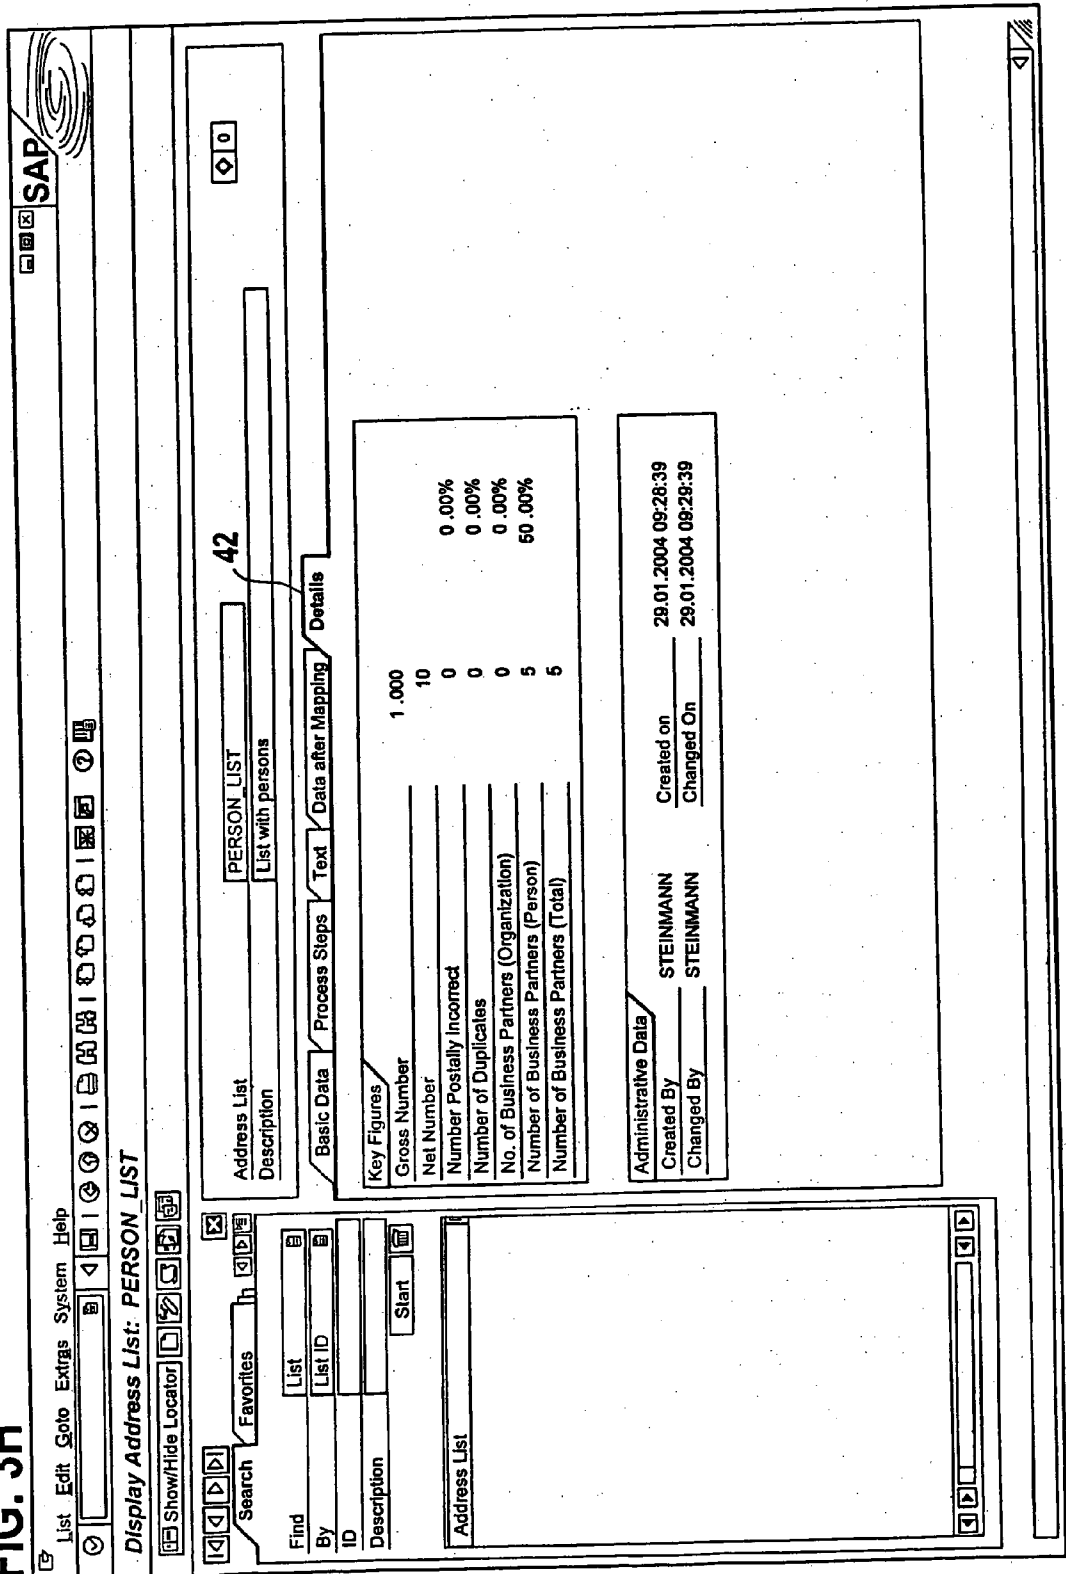 FIG. 3H
List Edit Goto Extras System Help
SAP
Display Address List: PERSON_LIST
Show/Hide Locator
Search Favorites
Find List
By List ID
ID
Description
Start
Address List
Address List PERSON_LIST
Description List with persons
0
42
Basic Data Process Steps Text Data after Mapping Details
Key Figures
Gross Number 1.000
Net Number 10
Number Postally Incorrect 0 0.00%
Number of Duplicates 0 0.00%
No. of Business Partners (Organization) 0 0.00%
Number of Business Partners (Person) 5 50.00%
Number of Business Partners (Total) 5
Administrative Data
Created By STEINMANN Created on 29.01.2004 09:28:39
Changed By STEINMANN Changed On 29.01.2004 09:29:39